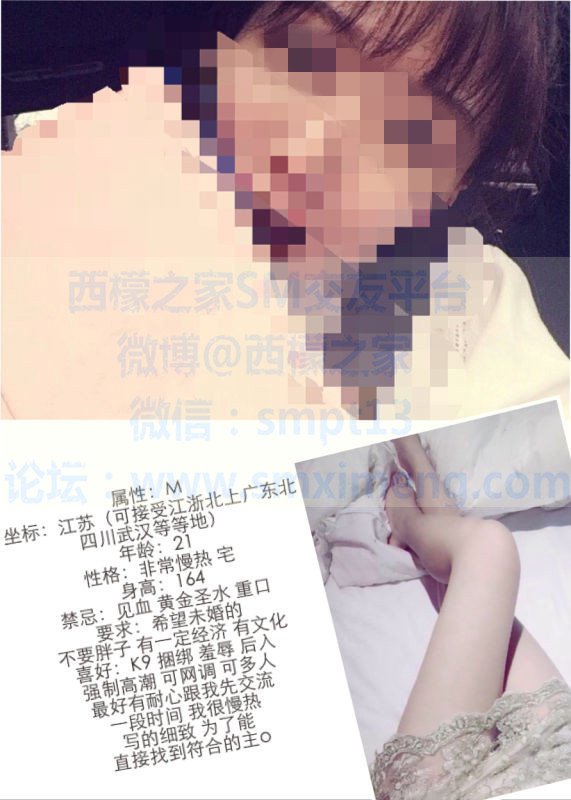 西檬之家SM交友平台
微博@西檬之家
微信：smpt13
论坛：www.smximeng.com
属性：M
坐标：江苏（可接受江浙北上广东北
四川武汉等等地）
年龄：21
性格：非常慢热 宅
身高：164
禁忌：见血 黄金圣水 重口
要求：希望未婚的
不要胖子 有一定经济 有文化
喜好：K9 捆绑 羞辱 后入
强制高潮 可网调 可多人
最好有耐心跟我先交流
一段时间 我很慢热
写的细致 为了能
直接找到符合的主o